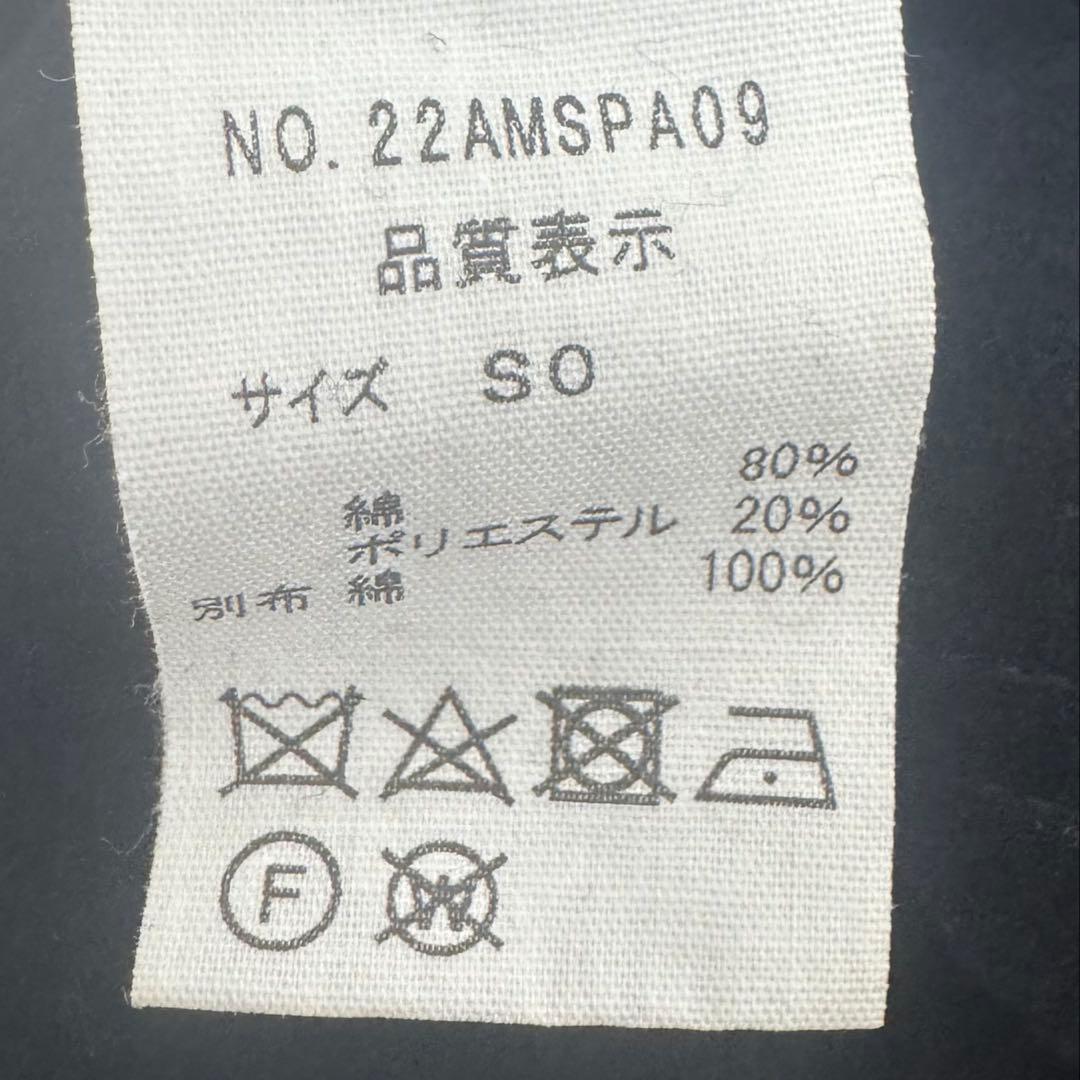 NO. 22AMSPA09
品質表示
サイズ SO
綿 80%
ポリエステル 20%
別布 綿 100%
F
W